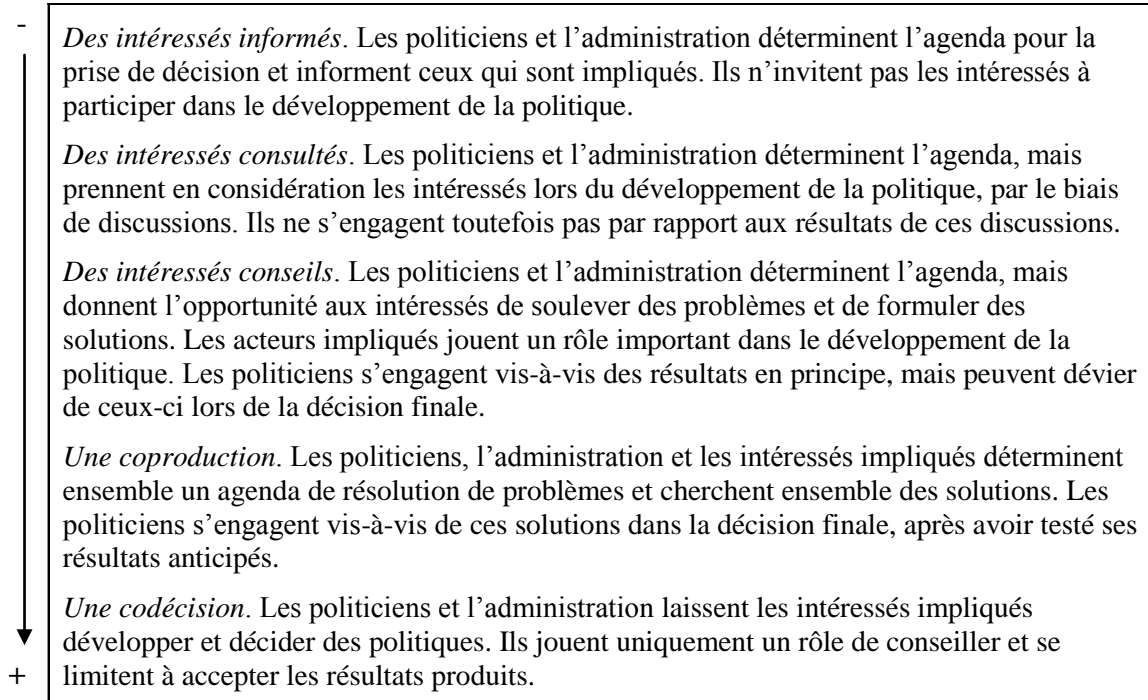 -
Des intéressés informés. Les politiciens et l’administration déterminent l’agenda pour la
prise de décision et informent ceux qui sont impliqués. Ils n’invitent pas les intéressés à
participer dans le développement de la politique.
Des intéressés consultés. Les politiciens et l’administration déterminent l’agenda, mais
prennent en considération les intéressés lors du développement de la politique, par le biais
de discussions. Ils ne s’engagent toutefois pas par rapport aux résultats de ces discussions.
Des intéressés conseils. Les politiciens et l’administration déterminent l’agenda, mais
donnent l’opportunité aux intéressés de soulever des problèmes et de formuler des
solutions. Les acteurs impliqués jouent un rôle important dans le développement de la
politique. Les politiciens s’engagent vis-à-vis des résultats en principe, mais peuvent dévier
de ceux-ci lors de la décision finale.
Une coproduction. Les politiciens, l’administration et les intéressés impliqués déterminent
ensemble un agenda de résolution de problèmes et cherchent ensemble des solutions. Les
politiciens s’engagent vis-à-vis de ces solutions dans la décision finale, après avoir testé ses
résultats anticipés.
Une codécision. Les politiciens et l’administration laissent les intéressés impliqués
développer et décider des politiques. Ils jouent uniquement un rôle de conseiller et se
+ limitent à accepter les résultats produits.